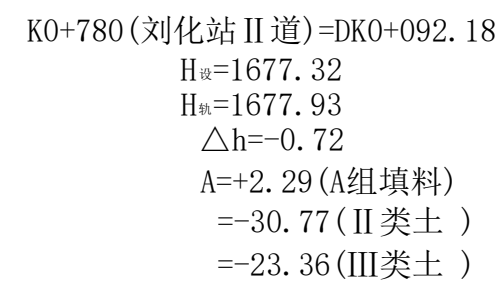 K0+780(刘化站Ⅱ道)=DK0+092.18
H设=1677.32
H轨=1677.93
△h=-0.72
A=+2.29(A组填料)
=-30.77(Ⅱ类土 )
=-23.36(Ⅲ类土 )